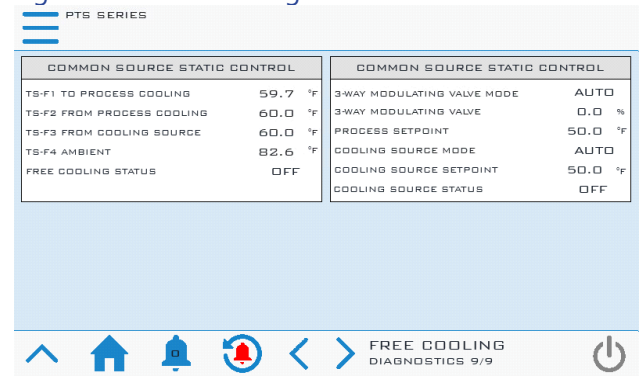 PTS SERIES
COMMON SOURCE STATIC CONTROL
TS-F1 TO PROCESS COOLING 59.7 °F
TS-F2 FROM PROCESS COOLING 60.0 °F
TS-F3 FROM COOLING SOURCE 60.0 °F
TS-F4 AMBIENT 82.6 °F
FREE COOLING STATUS OFF
COMMON SOURCE STATIC CONTROL
3-WAY MODULATING VALVE MODE AUTO
3-WAY MODULATING VALVE 0.0 %
PROCESS SETPOINT 50.0 °F
COOLING SOURCE MODE AUTO
COOLING SOURCE SETPOINT 50.0 °F
COOLING SOURCE STATUS OFF
0
FREE COOLING
DIAGNOSTICS 9/9